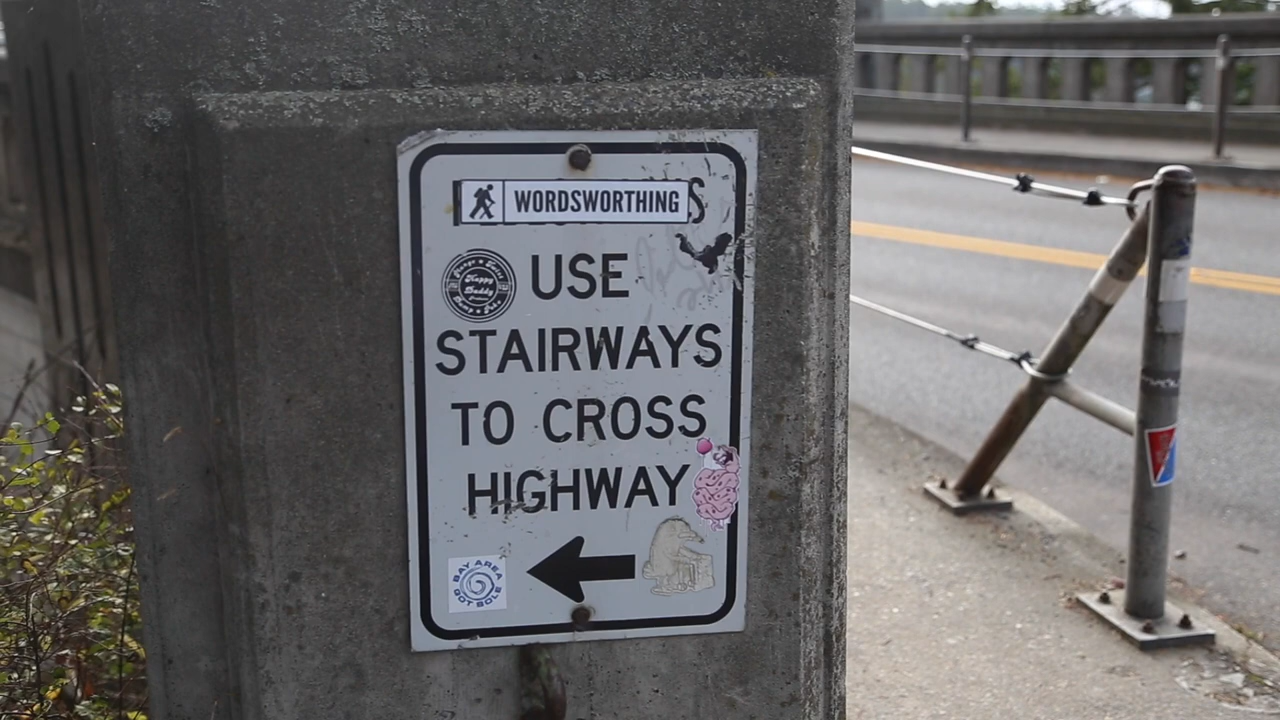 WORDSWORTHING
S
USE
STAIRWAYS
TO CROSS
HIGHWAY
BAY AREA
GOT SOLE